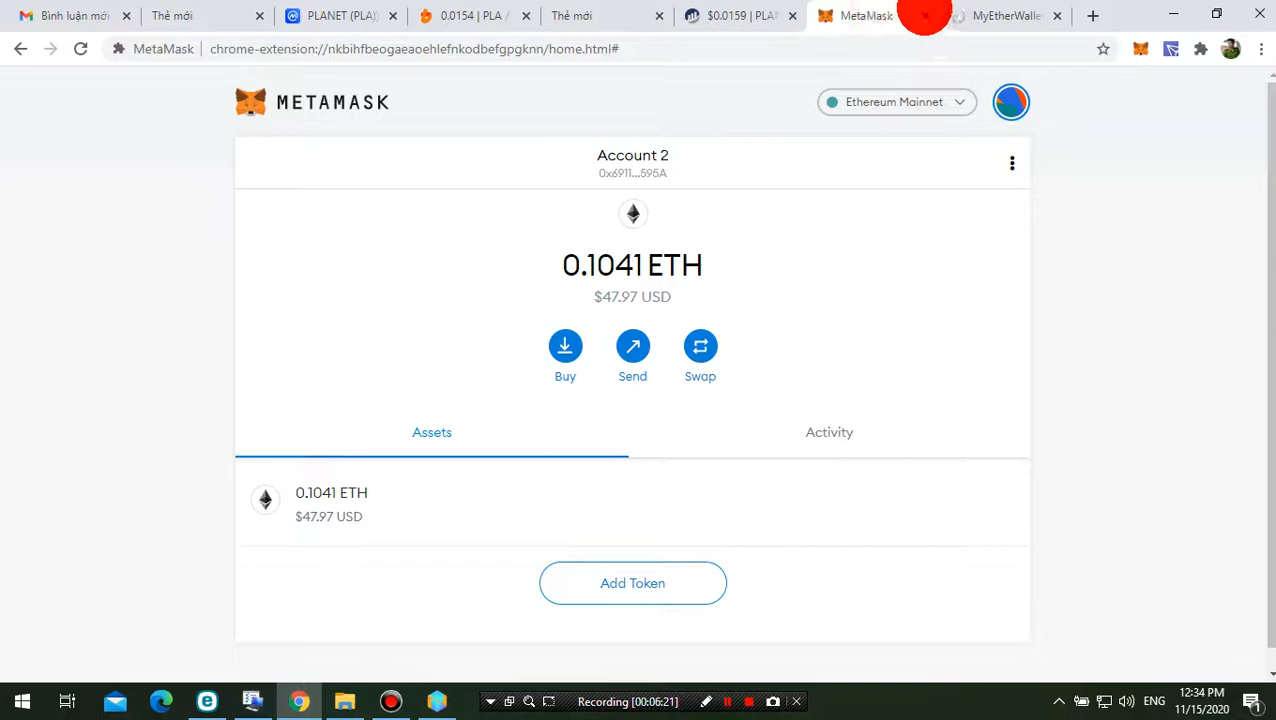 Bình luận mới
Thẻ mới
PLANET (PLA)
0.0154 | PLA /
Thẻ mới
$0.0159 | PLAN
MetaMask
MyEtherWallet
MetaMask
chrome-extension://nkbihfbeogaeaoehlefnkodbefgpgknn/home.html#
METAMASK
Ethereum Mainnet
Account 2
0x6911...595A
0.1041 ETH
$47.97 USD
Buy
Send
Swap
Assets
Activity
0.1041 ETH
$47.97 USD
Add Token
Recording [00:06:21]
ENG
12:34 PM
11/15/2020
1